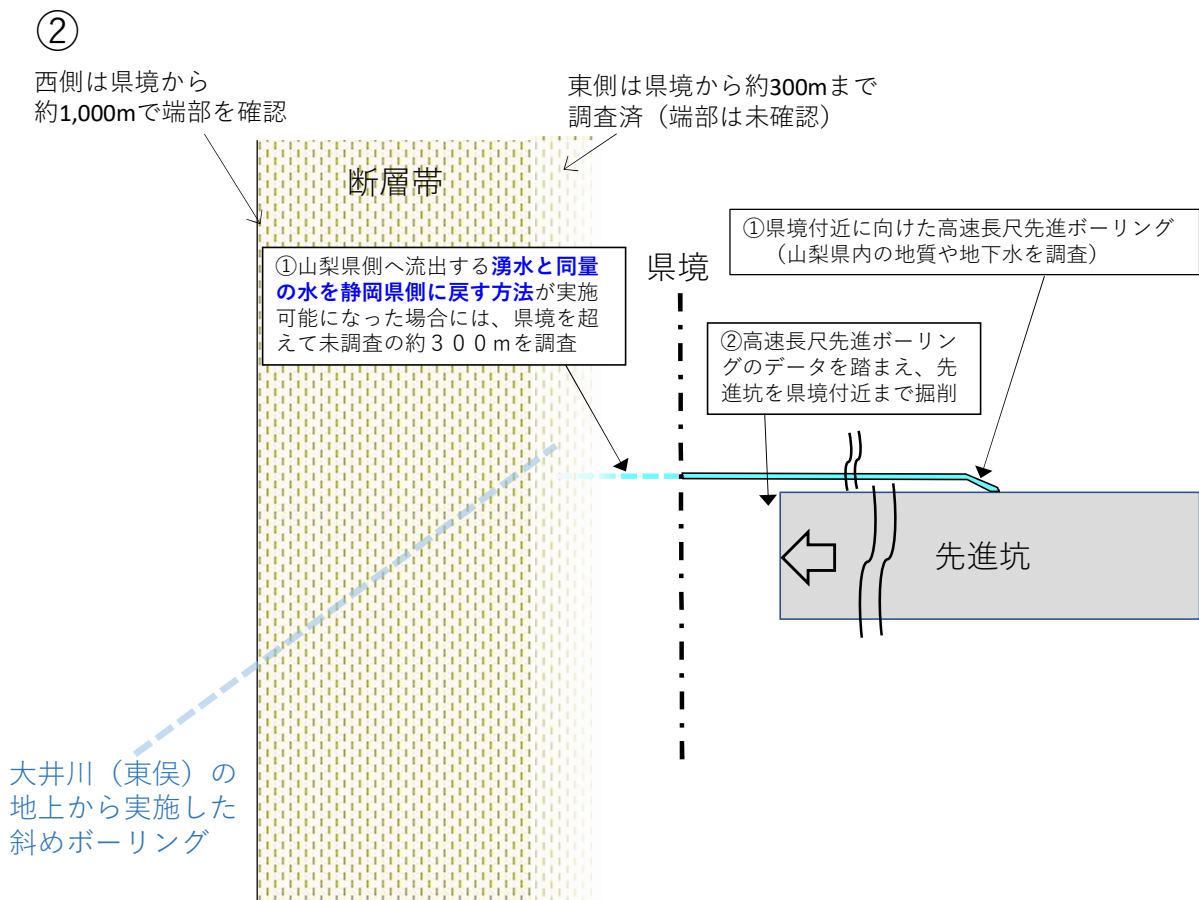 ②
西側は県境から
約1,000mで端部を確認
東側は県境から約300mまで
調査済（端部は未確認）
断層帯
①県境付近に向けた高速長尺先進ボーリング
（山梨県内の地質や地下水を調査）
①山梨県側へ流出する湧水と同量
の水を静岡県側に戻す方法が実施
可能になった場合には、県境を超
えて未調査の約３００ｍを調査
県境
②高速長尺先進ボーリン
グのデータを踏まえ、先
進坑を県境付近まで掘削
先進坑
大井川（東俣）の
地上から実施した
斜めボーリング